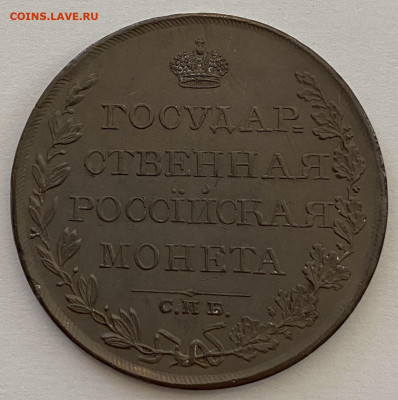 COINS.LAVE.RU
ГОСУДАР=
СТВЕННАЯ
РОССІЙСКАЯ
МОНЕТА
С.П.Б.